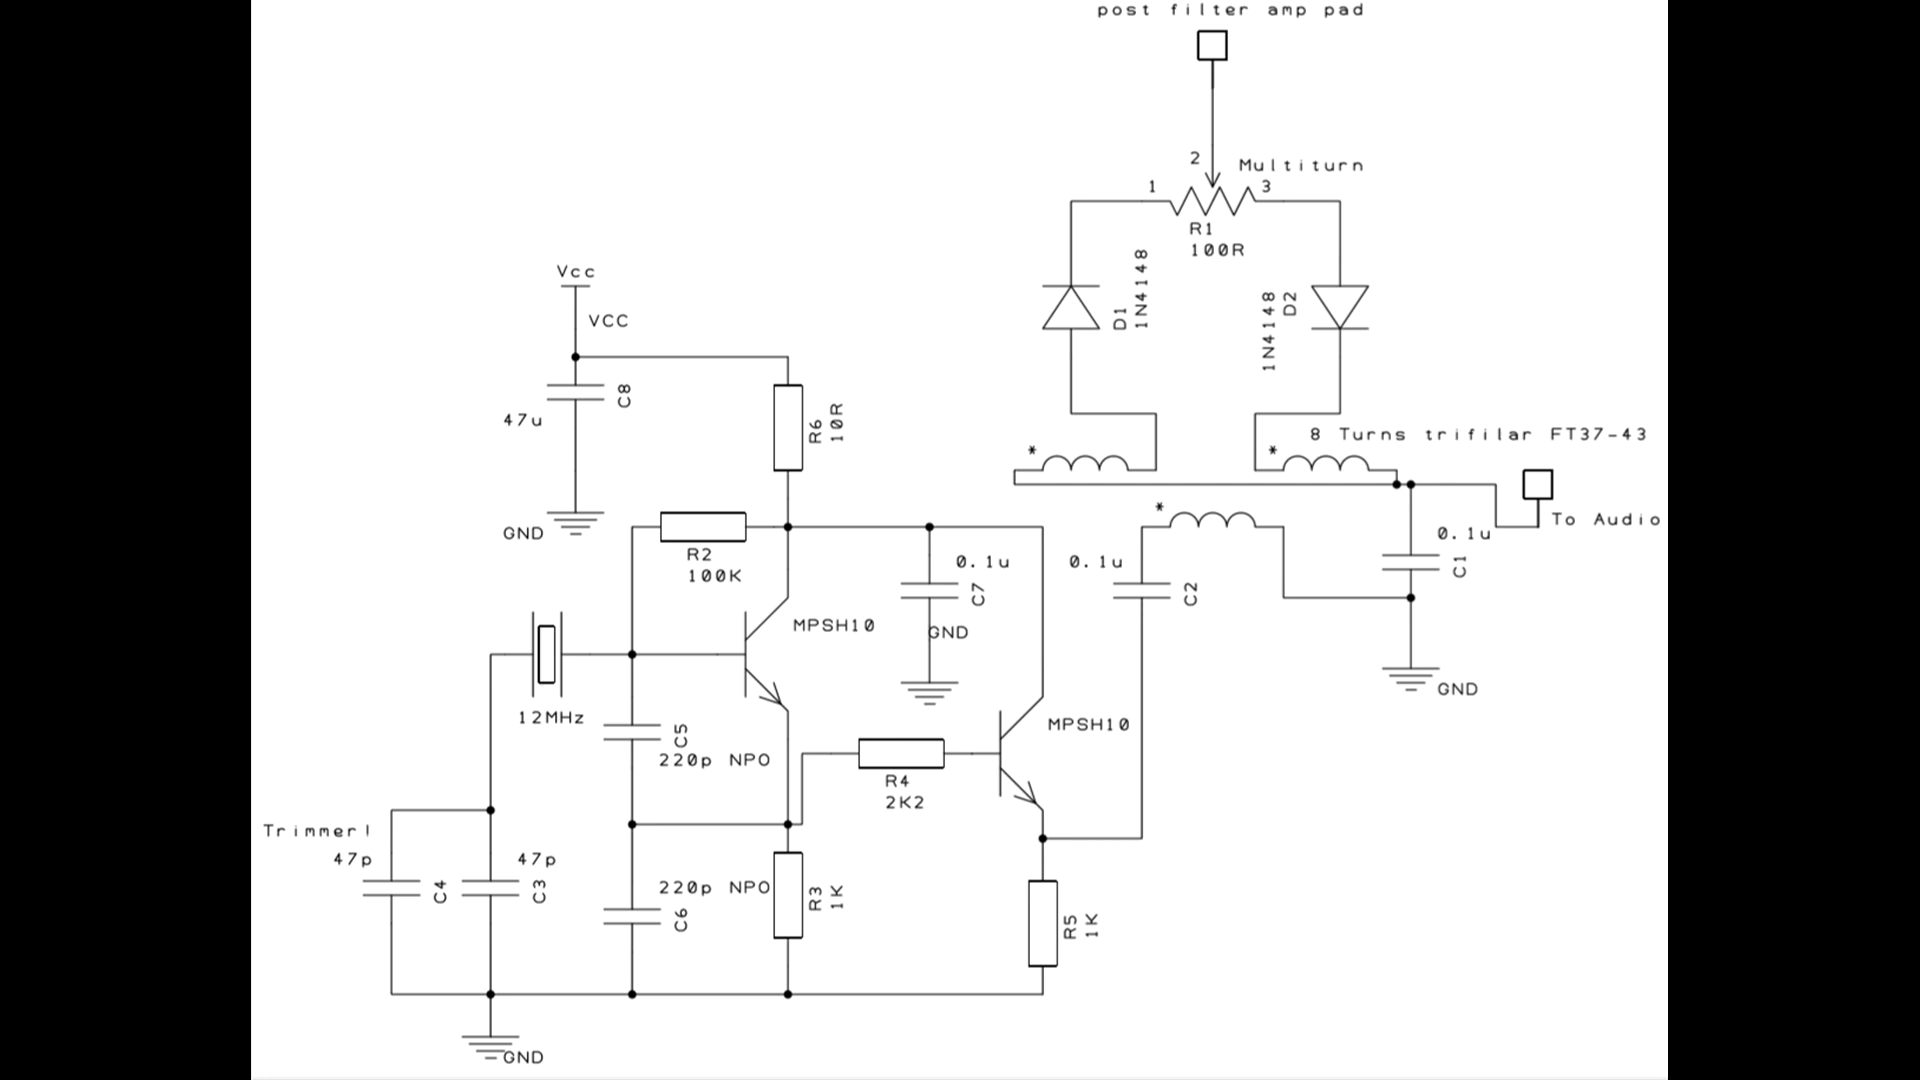 post filter amp pad
2
Multiturn
1
3
R1
100R
D1
1N4148
1N4148
D2
Vcc
VCC
C8
47u
R6
10R
8 Turns trifilar FT37-43
*
*
*
To Audio
GND
R2
100K
0.1u
C7
GND
0.1u
C2
0.1u
C1
GND
MPSH10
12MHz
C5
220p NPO
MPSH10
R4
2K2
Trimmer!
47p
C4
47p
C3
220p NPO
C6
R3
1K
R5
1K
GND